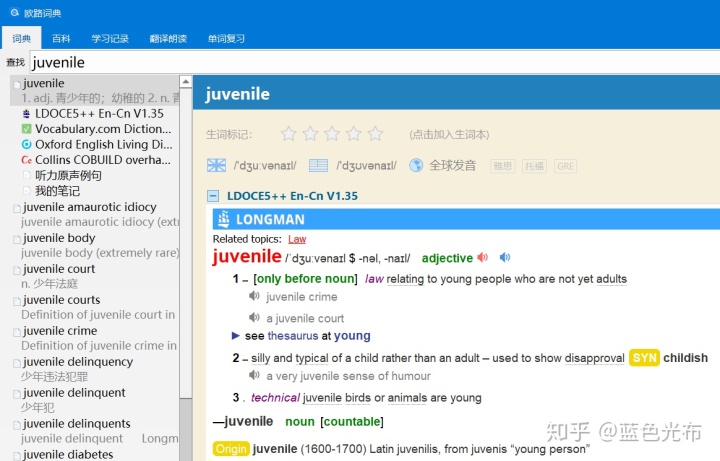 欧路词典
词典 百科 学习记录 翻译朗读 单词复习
查找 juvenile
juvenile
1. adj. 青少年的；幼稚的 2. n. 青
LDOCE5++ En-Cn V1.35
Vocabulary.com Diction...
Oxford English Living Di...
Collins COBUILD overha...
听力原声例句
我的笔记
juvenile amaurotic idiocy
juvenile amaurotic idiocy (extr
juvenile body
juvenile body (extremely rare)
juvenile court
n. 少年法庭
juvenile courts
Definition of juvenile court in
juvenile crime
Definition of juvenile crime in
juvenile delinquency
少年违法犯罪
juvenile delinquent
少年犯
juvenile delinquents
juvenile delinquent Longm
juvenile diabetes
juvenile
生词标记: (点击加入生词本)
/'dʒuːvənaɪl/ /'dʒuvənaɪl/ 全球发音 雅思 托福 GRE
LDOCE5++ En-Cn V1.35
LONGMAN
Related topics: Law
juvenile /ˈdʒuːvənaɪl $ -nəl, -naɪl/ adjective
1 – [only before noun] law relating to young people who are not yet adults
juvenile crime
a juvenile court
► see thesaurus at young
2 – silly and typical of a child rather than an adult – used to show disapproval SYN childish
a very juvenile sense of humour
3 . technical juvenile birds or animals are young
—juvenile noun [countable]
Origin juvenile (1600-1700) Latin juvenilis, from juvenis “young person”
知乎 @蓝色光布